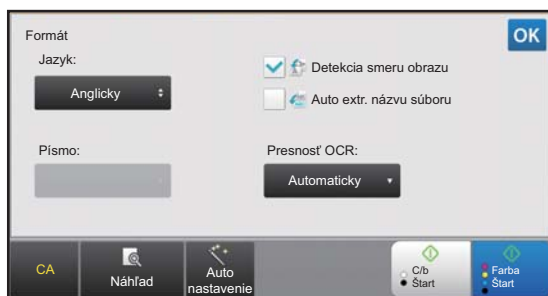 Formát
OK
Jazyk:
Anglicky
Detekcia smeru obrazu
Auto extr. názvu súboru
Písmo:
Presnosť OCR:
Automaticky
CA
Náhľad
Auto
nastavenie
C/b
Štart
Farba
Štart